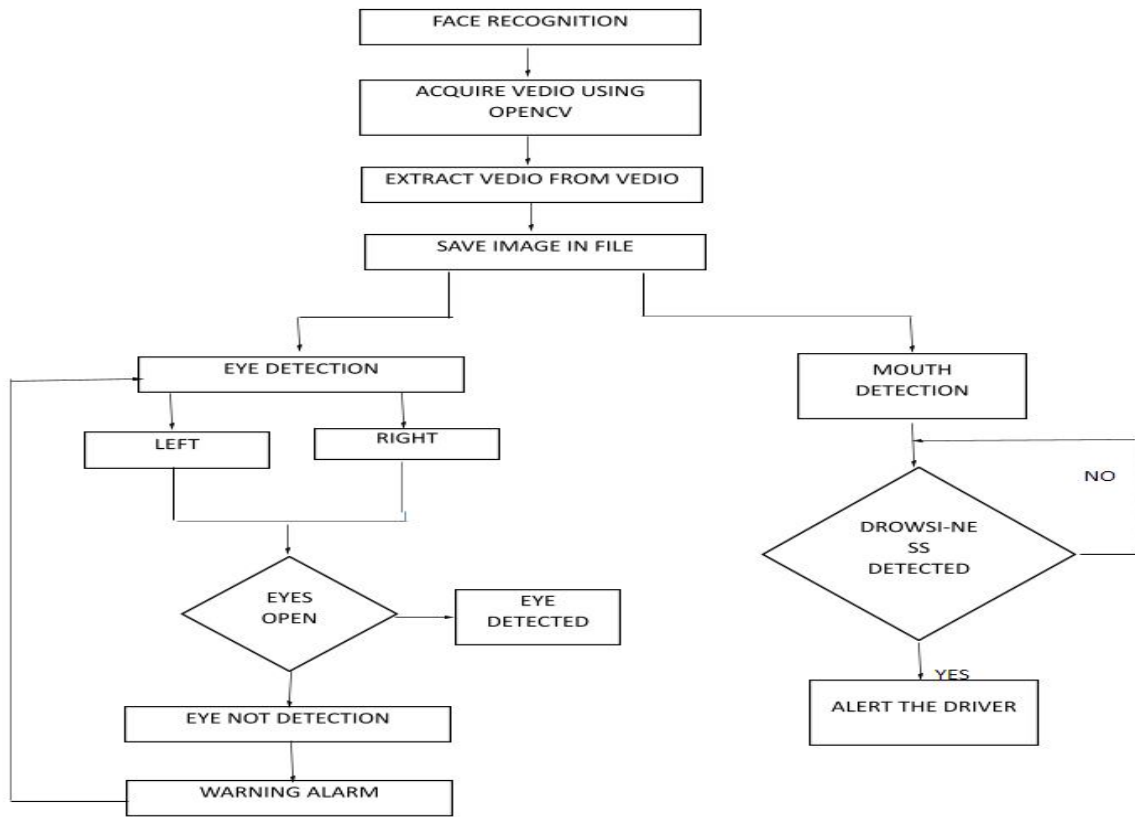 FACE RECOGNITION
ACQUIRE VEDIO USING
OPENCV
EXTRACT VEDIO FROM VEDIO
SAVE IMAGE IN FILE
EYE DETECTION
LEFT
RIGHT
EYES
OPEN
EYE
DETECTED
EYE NOT DETECTION
WARNING ALARM
MOUTH
DETECTION
NO
DROWSI-NE
SS
DETECTED
YES
ALERT THE DRIVER